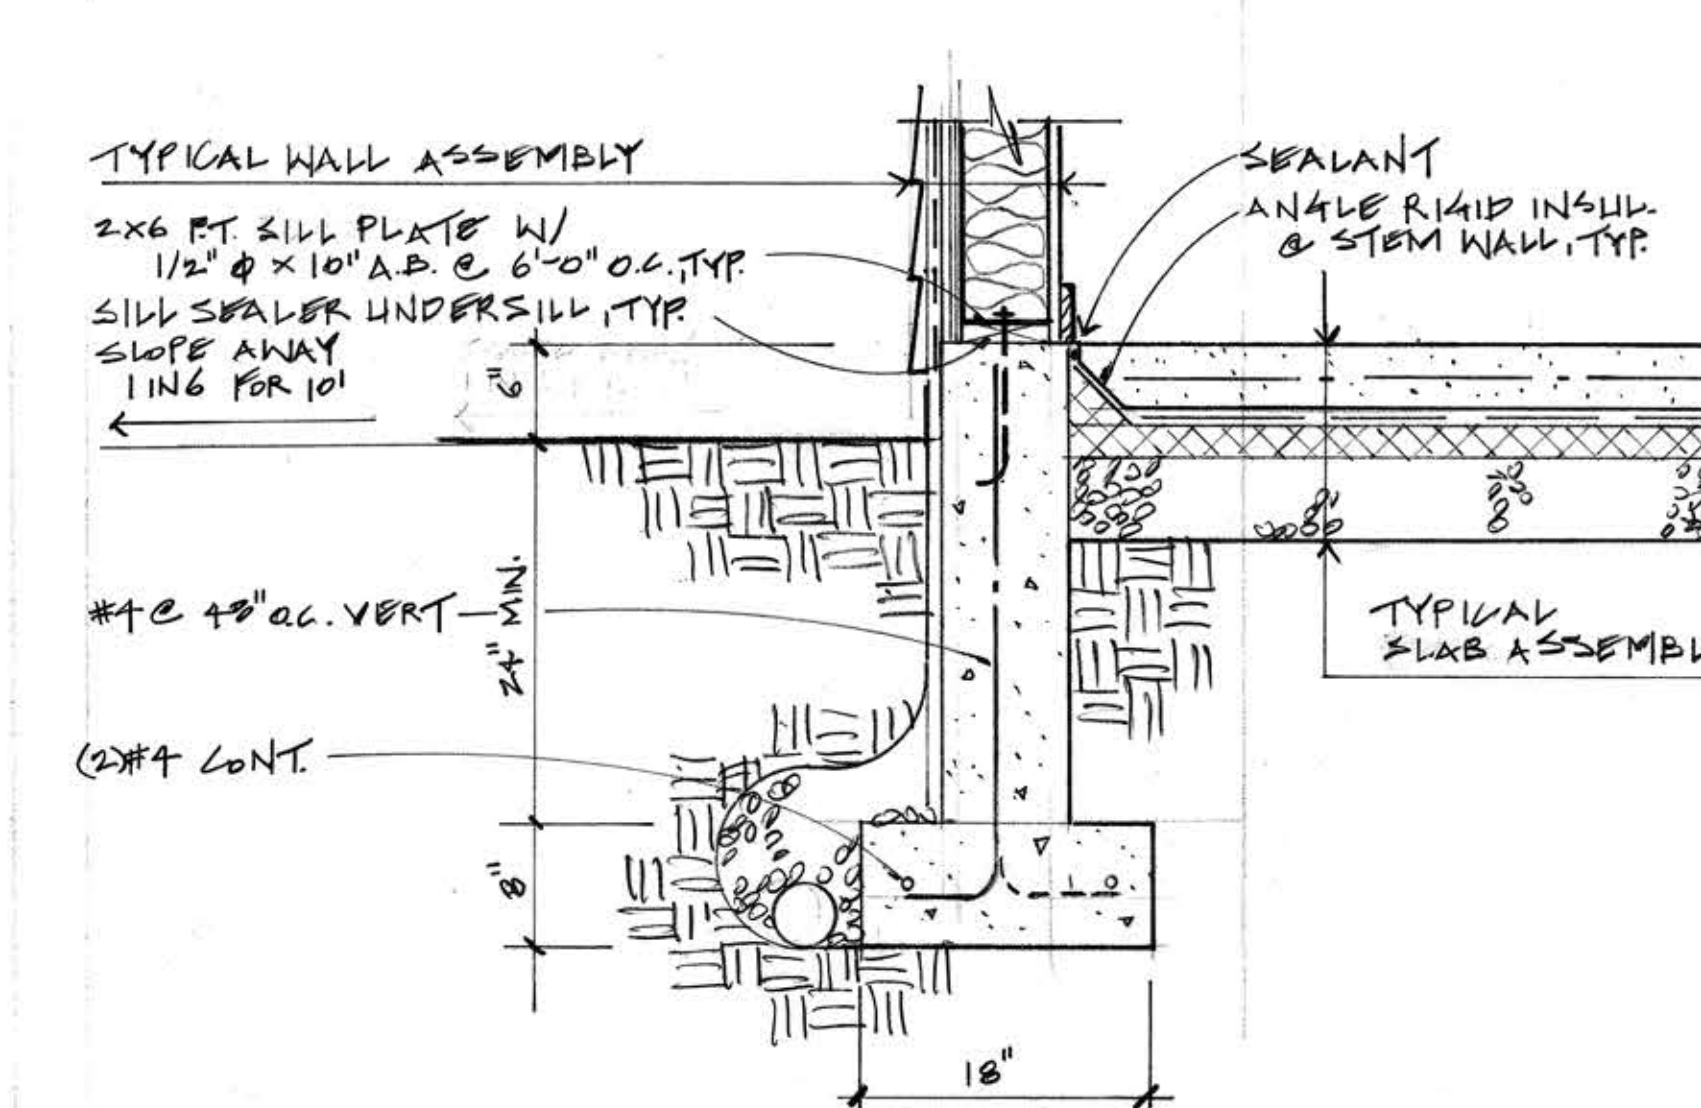 TYPICAL WALL ASSEMBLY
2x6 P.T. SILL PLATE W/
1/2" φ x 10" A.B. @ 6'-0" O.C., TYP.
SILL SEALER UNDERSILL, TYP.
SLOPE AWAY
1 IN 6 FOR 10'
6"
#4 @ 48" O.C. VERT
24" MIN.
(2)#4 CONT.
8"
18"
SEALANT
ANGLE RIGID INSUL.
@ STEM WALL, TYP.
TYPICAL
SLAB ASSEMBL